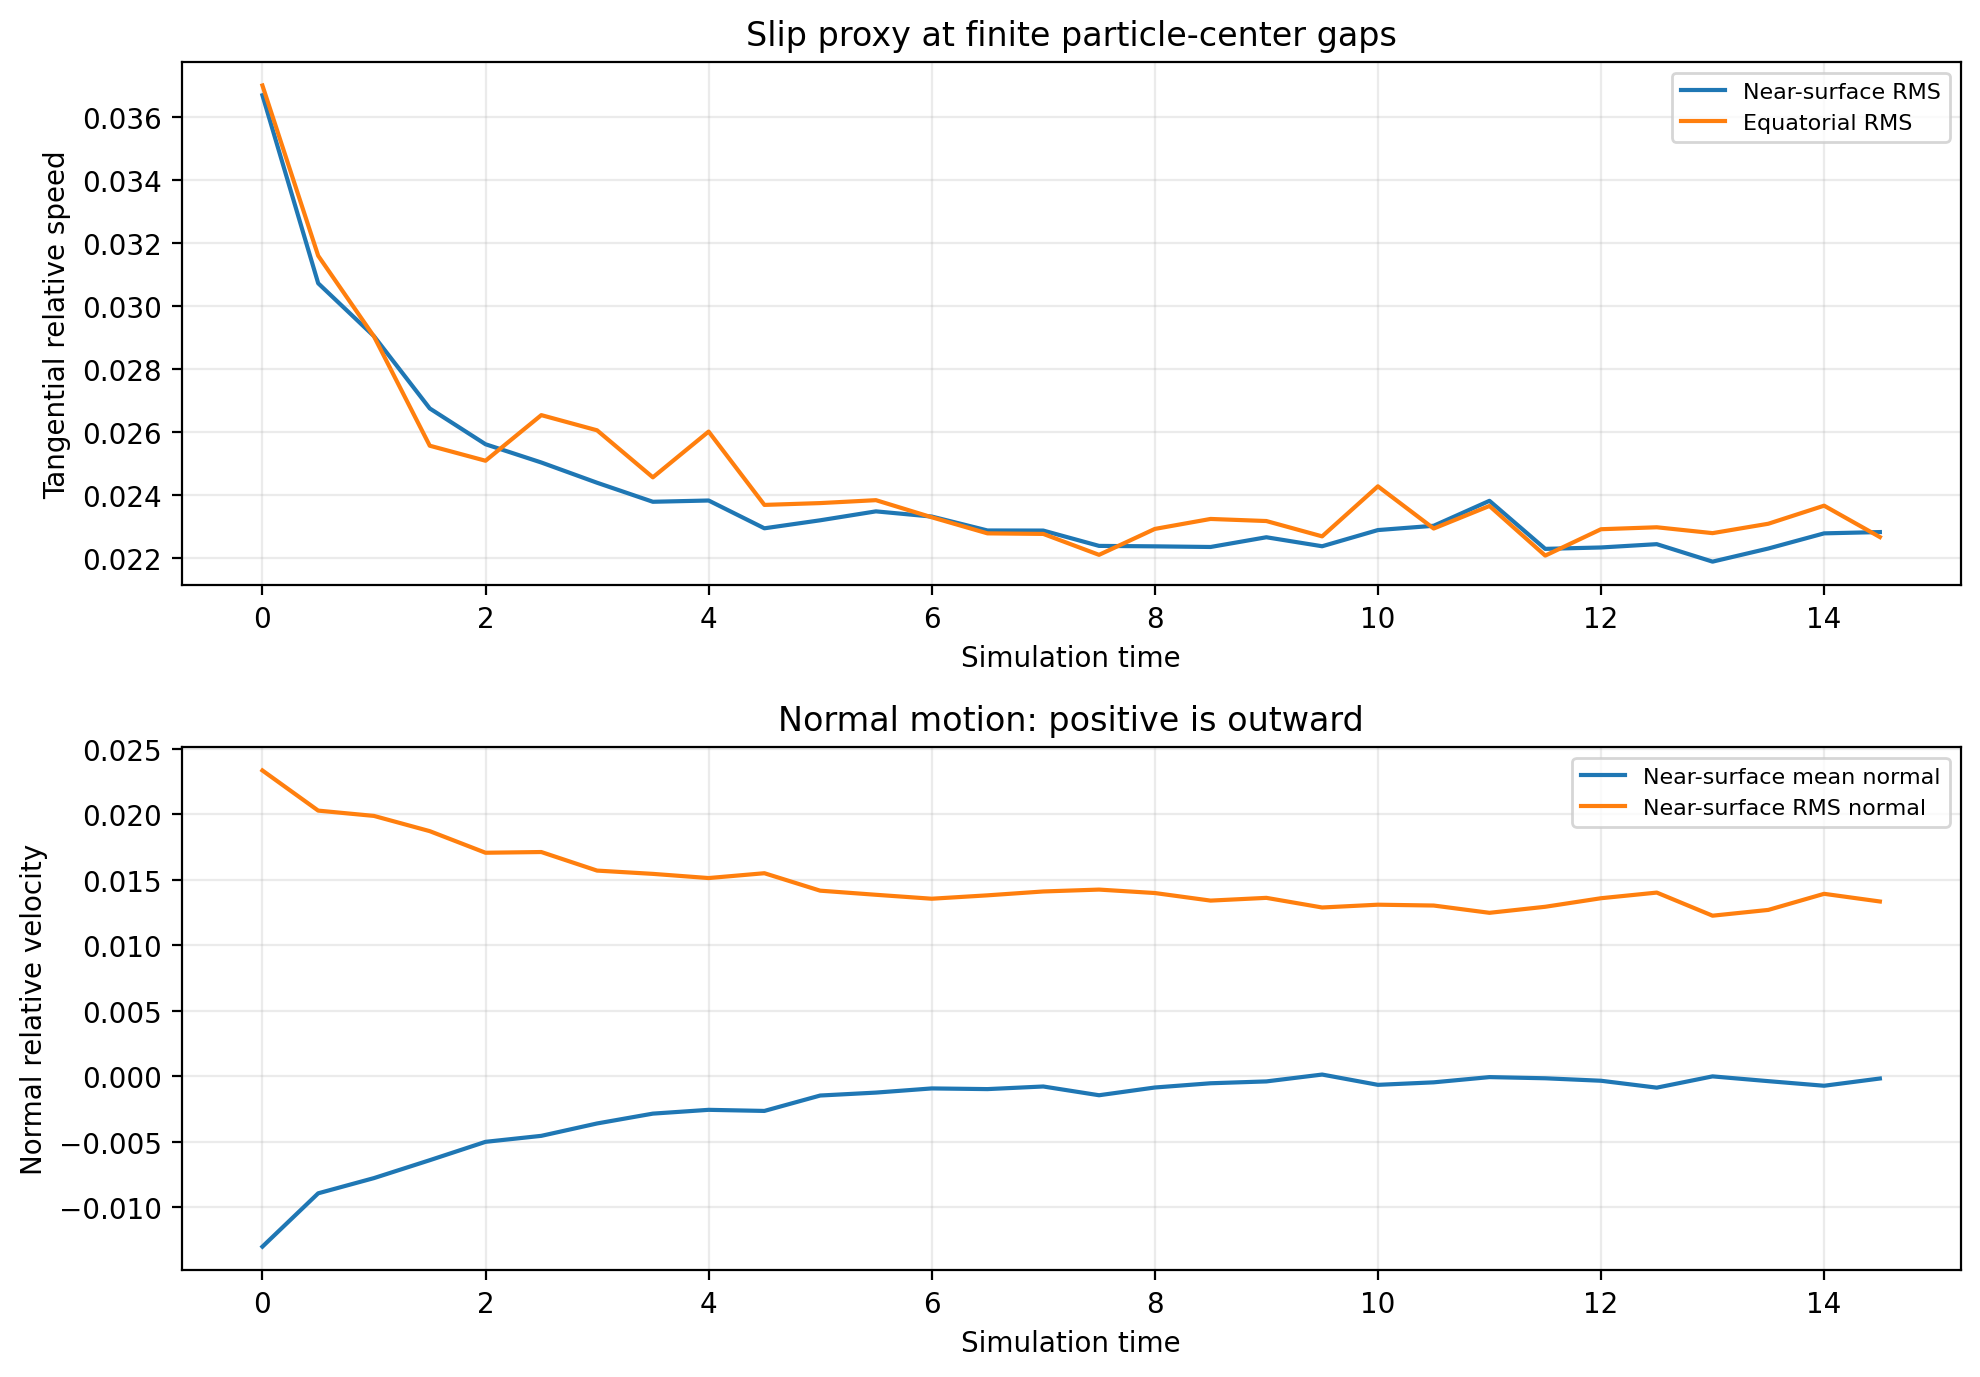 Slip proxy at finite particle-center gaps
Near-surface RMS
Equatorial RMS
Tangential relative speed
0.036
0.034
0.032
0.030
0.028
0.026
0.024
0.022
0 2 4 6 8 10 12 14
Simulation time
Normal motion: positive is outward
Near-surface mean normal
Near-surface RMS normal
Normal relative velocity
0.025
0.020
0.015
0.010
0.005
0.000
−0.005
−0.010
0 2 4 6 8 10 12 14
Simulation time